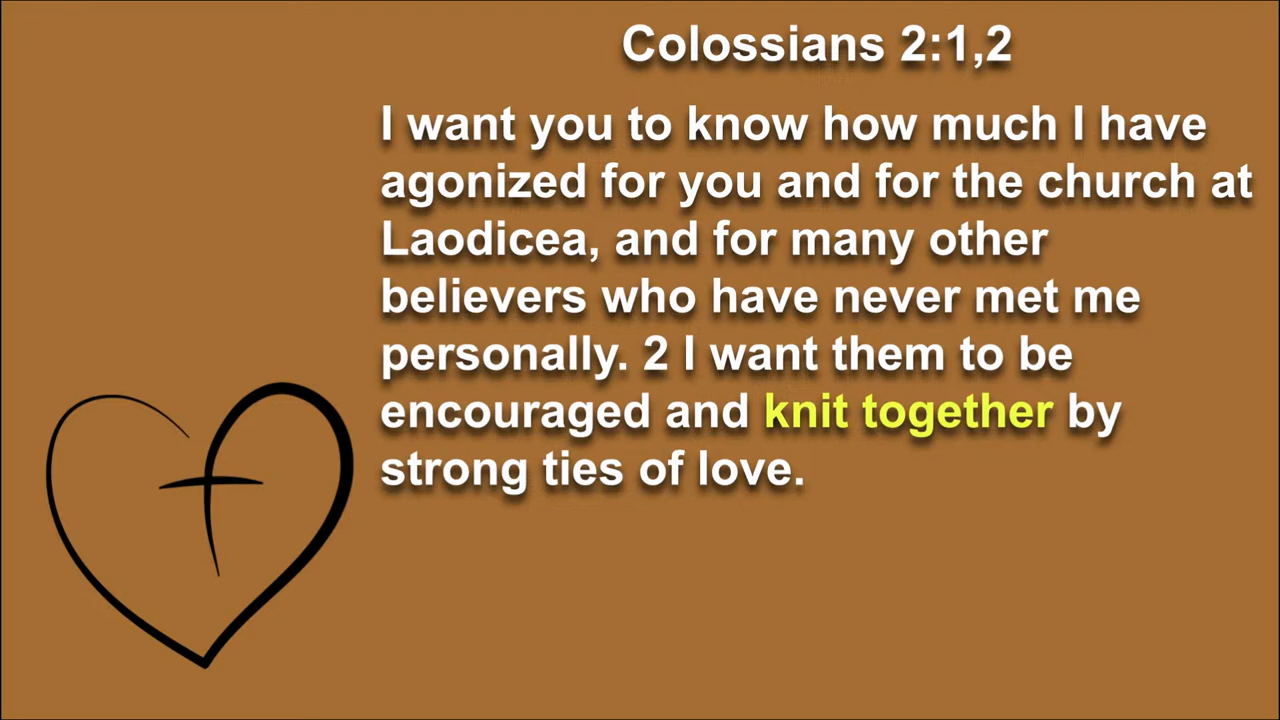 Colossians 2:1,2
I want you to know how much I have
agonized for you and for the church at
Laodicea, and for many other
believers who have never met me
personally. 2 I want them to be
encouraged and knit together by
strong ties of love.